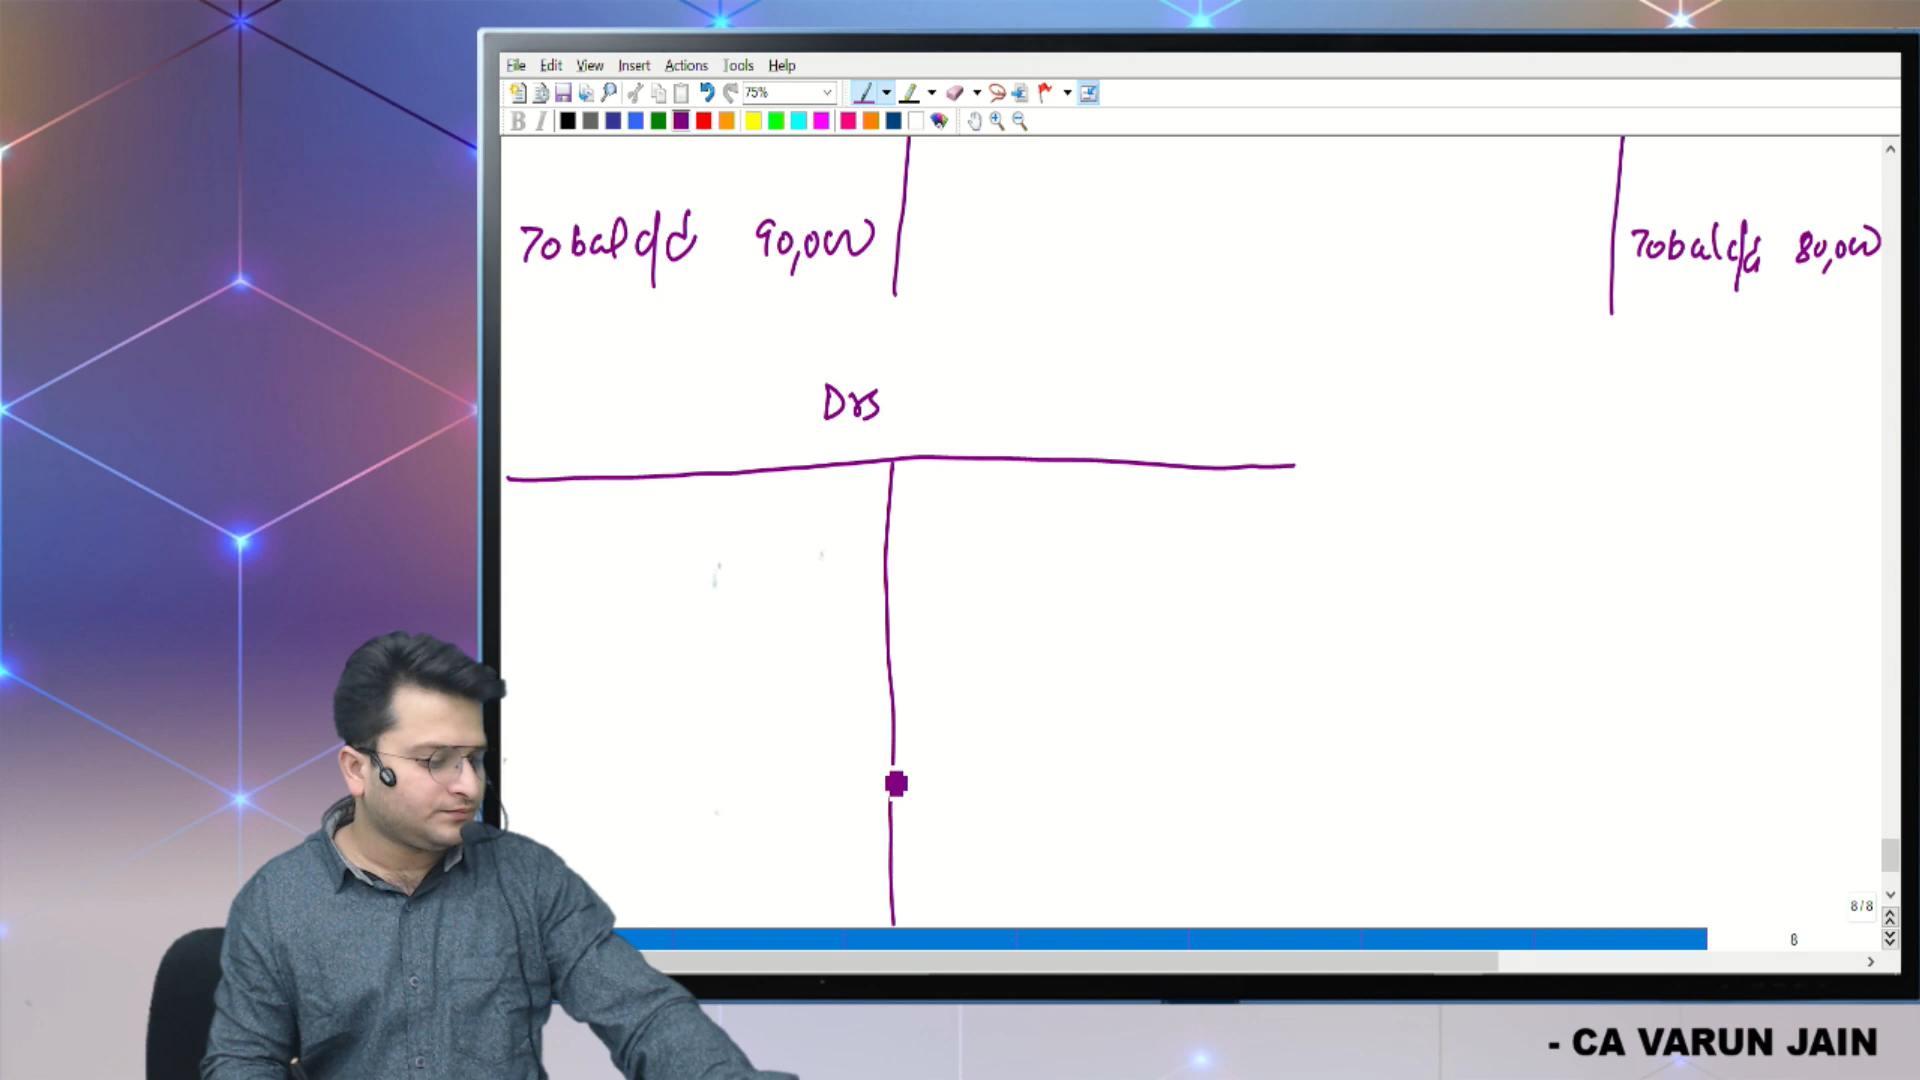 File Edit View Insert Actions Tools Help
75%
B I
To bal c/d 90,000
To bal c/d 80,000
Drs
8/8
8
- CA VARUN JAIN